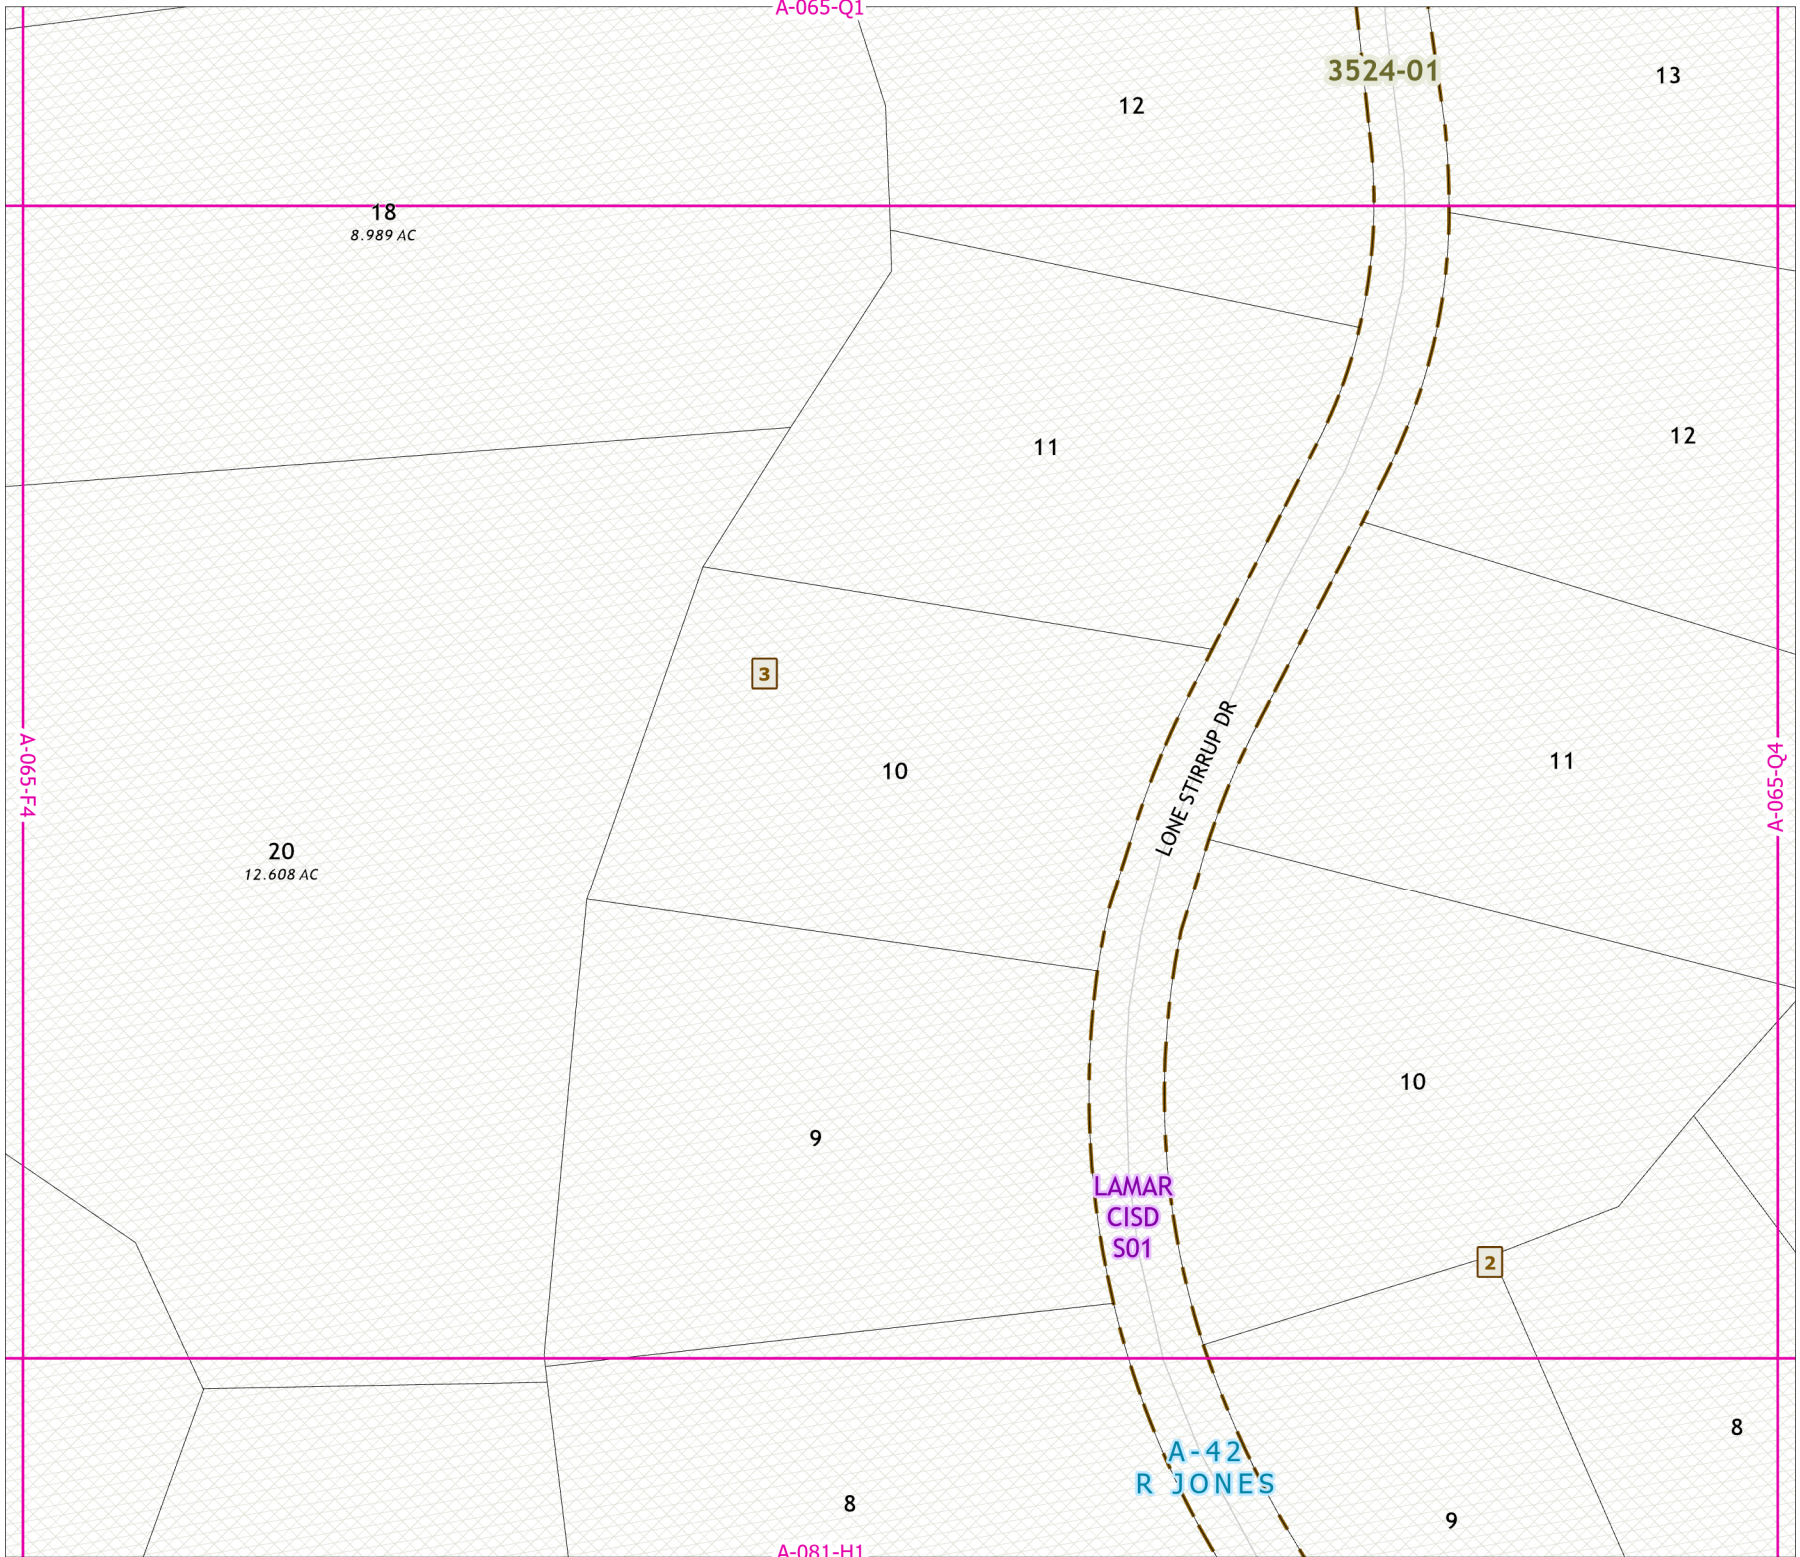 A-065-Q1
3524-01
13
12
18
8.989 AC
12
11
3
10
11
A-065-F4
A-065-Q4
LONE STIRRUP DR
20
12.608 AC
10
9
LAMAR
CISD
S01
2
8
A-42
R JONES
8
9
A-081-H1